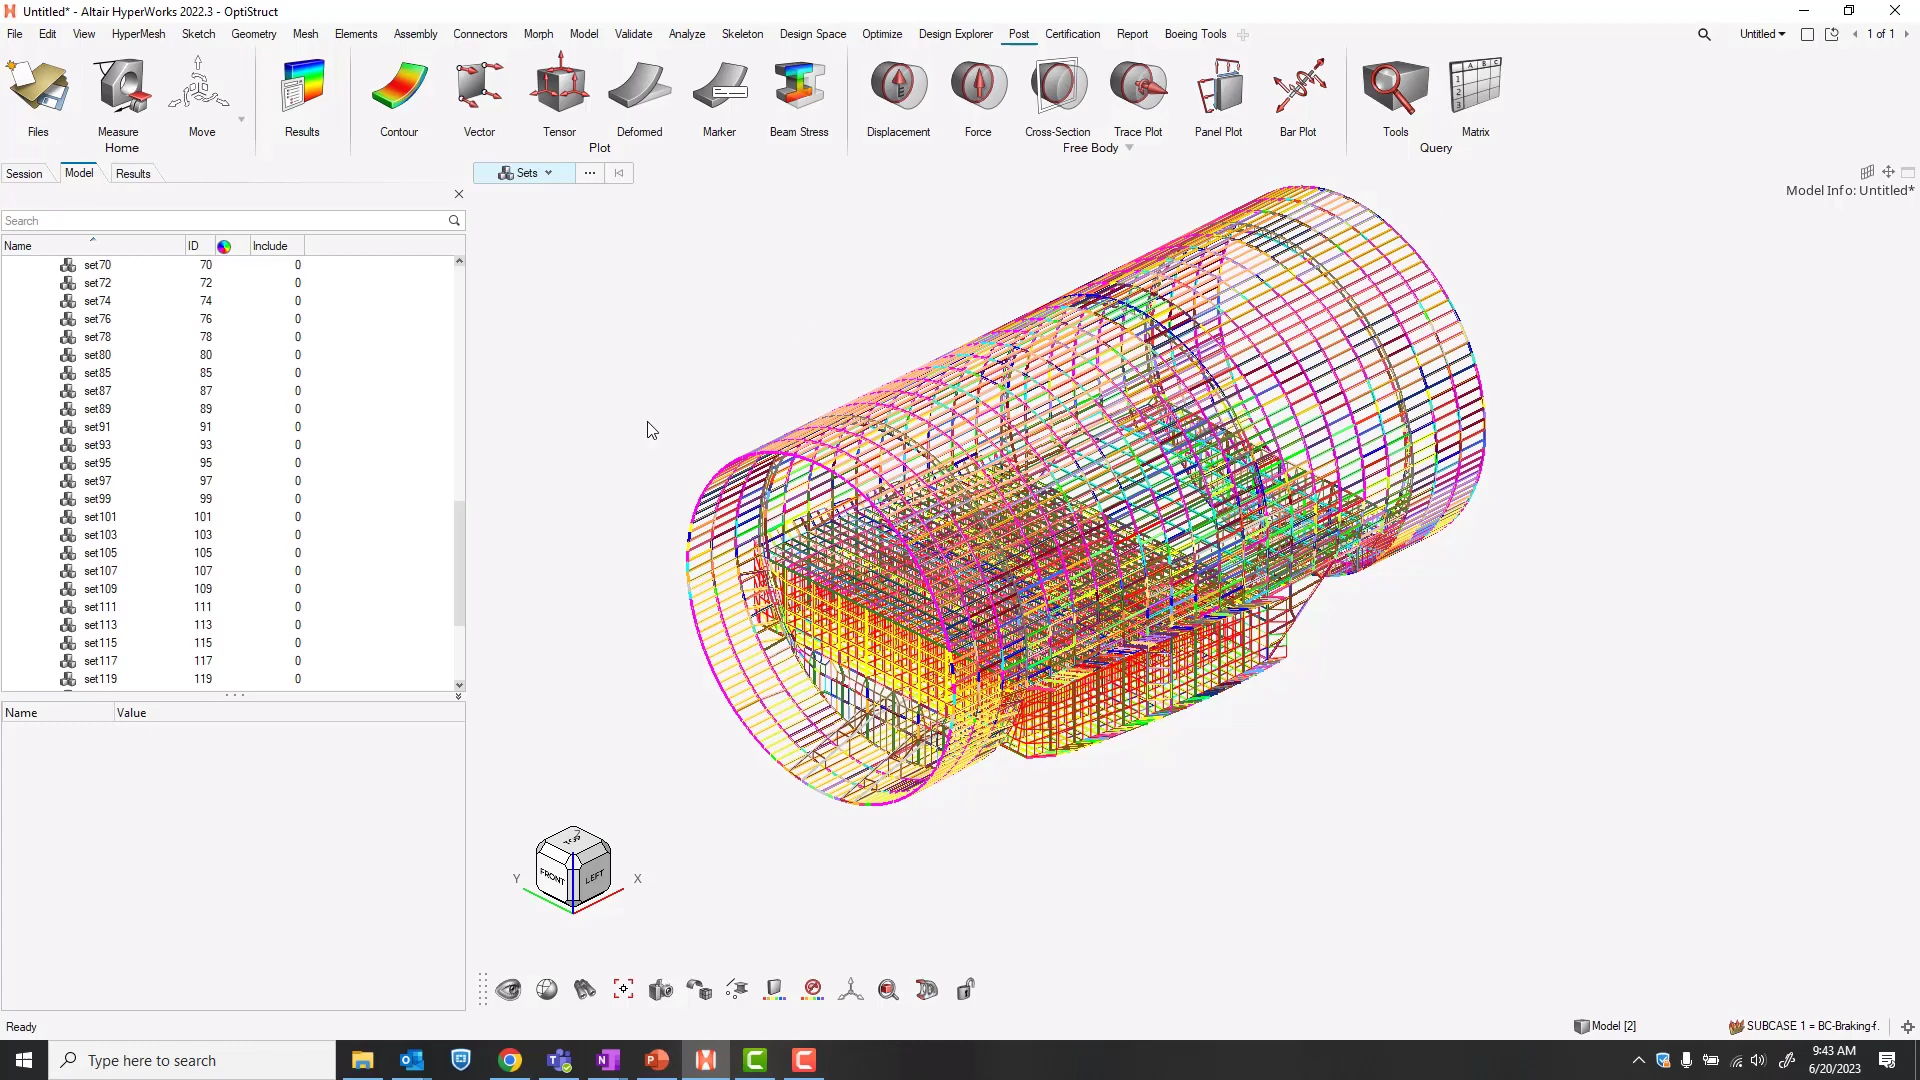 Untitled* - Altair HyperWorks 2022.3 - OptiStruct
File Edit View HyperMesh Sketch Geometry Mesh Elements Assembly Connectors Morph Model Validate Analyze Skeleton Design Space Optimize Design Explorer Post Certification Report Boeing Tools Untitled 1 of 1
Files Measure Move Results Contour Vector Tensor Deformed Marker Beam Stress Displacement Force Cross-Section Trace Plot Panel Plot Bar Plot Tools Matrix
Home Plot Free Body Query
Session Model Results Sets ...
Model Info: Untitled*
Search
Name ID Include
set70 70 0
set72 72 0
set74 74 0
set76 76 0
set78 78 0
set80 80 0
set85 85 0
set87 87 0
set89 89 0
set91 91 0
set93 93 0
set95 95 0
set97 97 0
set99 99 0
set101 101 0
set103 103 0
set105 105 0
set107 107 0
set109 109 0
set111 111 0
set113 113 0
set115 115 0
set117 117 0
set119 119 0
Name Value
TOP
FRONT LEFT
Y X
Ready Model [2] SUBCASE 1 = BC-Braking-f.
Type here to search
9:43 AM
6/20/2023